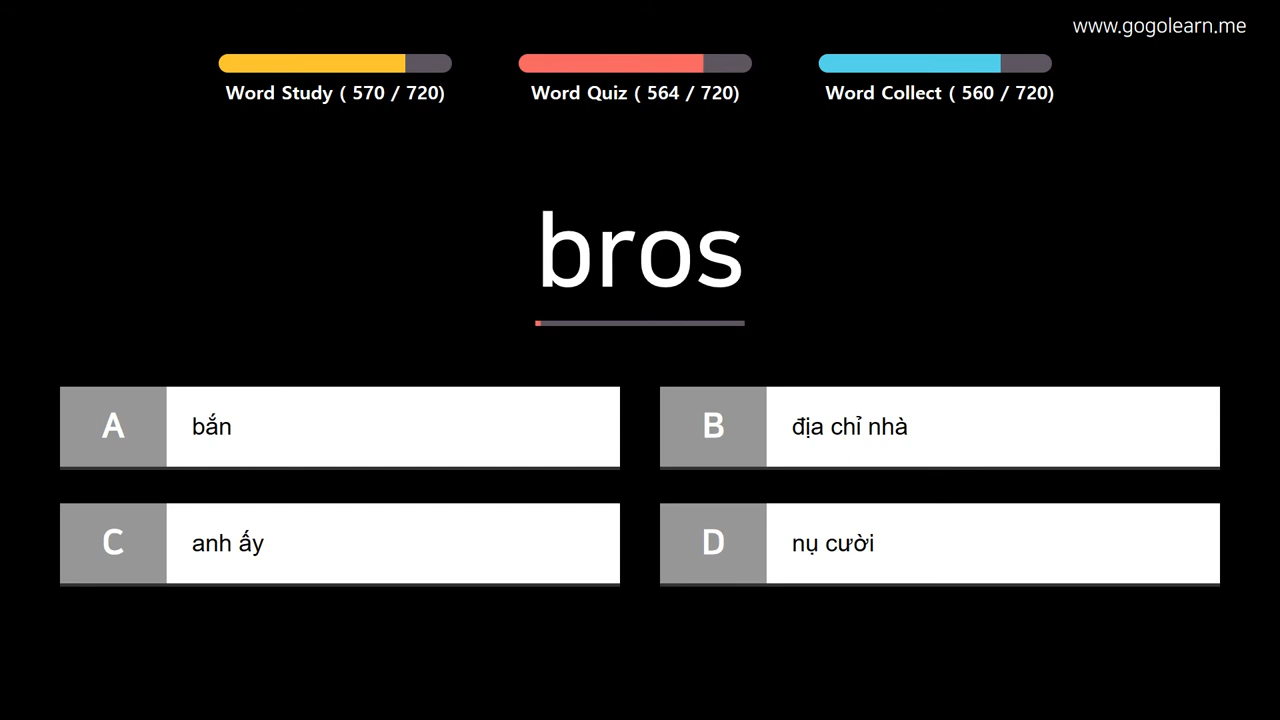 www.gogolearn.me
Word Study ( 570 / 720)
Word Quiz ( 564 / 720)
Word Collect ( 560 / 720)
bros
A
bắn
B
địa chỉ nhà
C
anh ấy
D
nụ cười